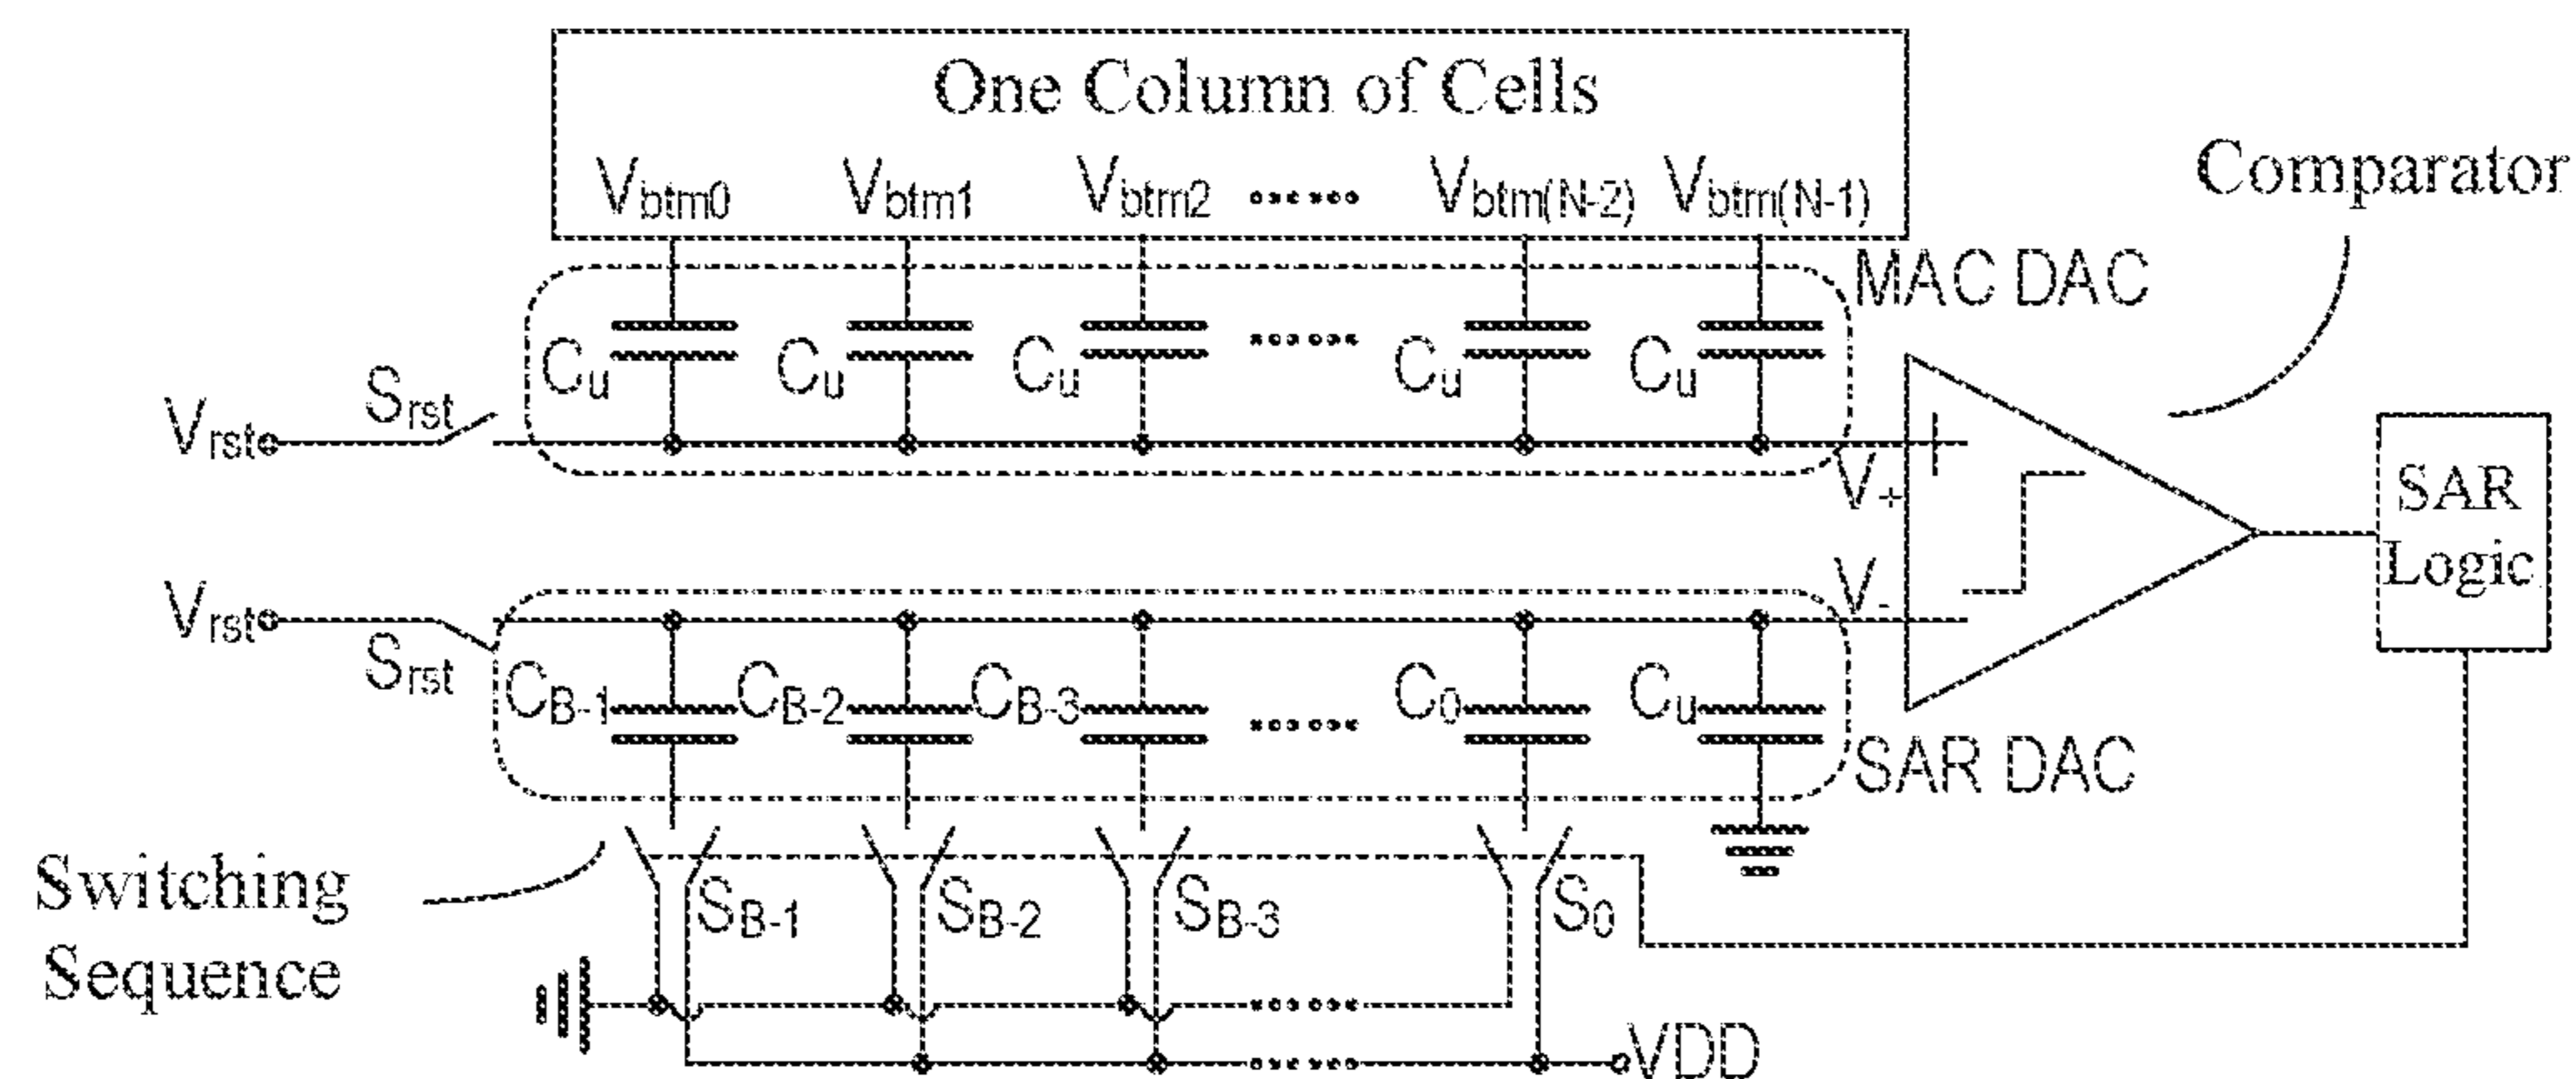 One Column of Cells
Vbtm0 Vbtm1 Vbtm2 ...... Vbtm(N-2) Vbtm(N-1)
Comparator
MAC DAC
Cu Cu Cu ...... Cu Cu
Vrst Srst
V+
SAR
Logic
Vrst Srst
V-
CB-1 CB-2 CB-3 ...... C0 Cu
SAR DAC
Switching
Sequence
SB-1 SB-2 SB-3 S0
......
...... VDD